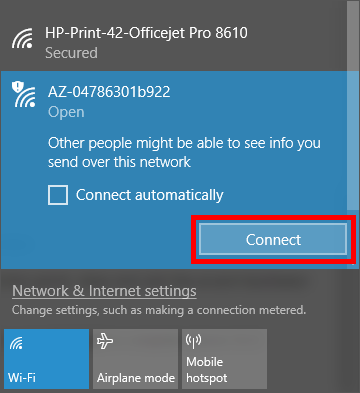 HP-Print-42-Officejet Pro 8610
Secured
AZ-04786301b922
Open
Other people might be able to see info you
send over this network
Connect automatically
Connect
Network & Internet settings
Change settings, such as making a connection metered.
Wi-Fi
Airplane mode
Mobile
hotspot